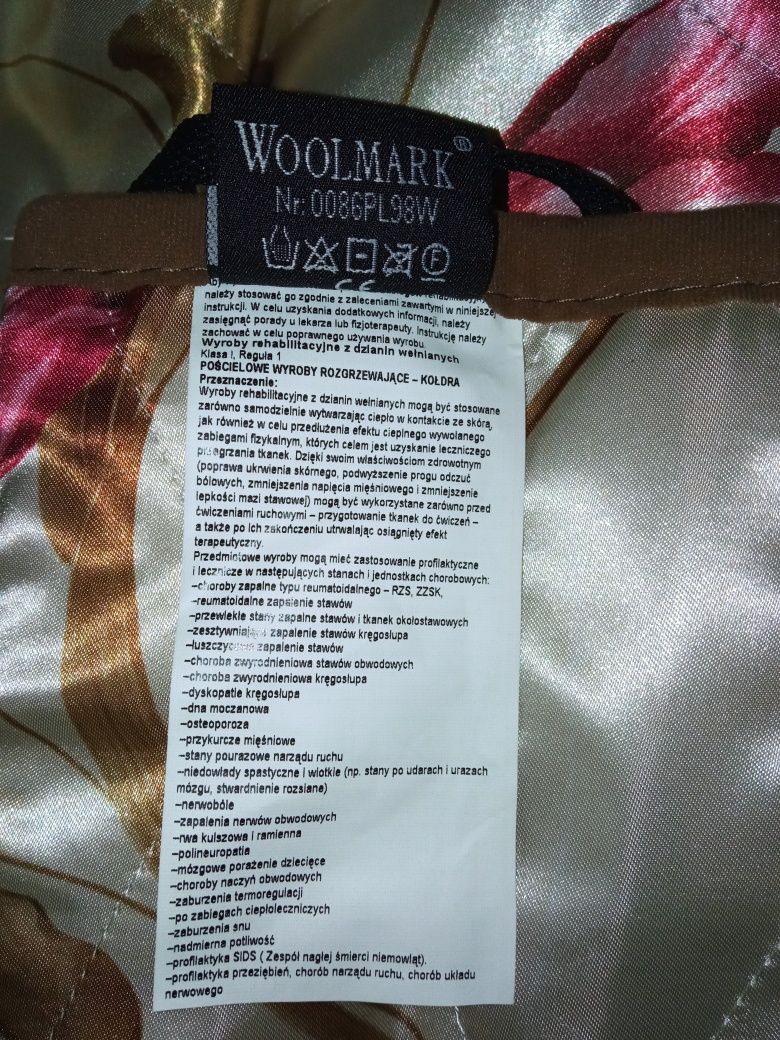 WOOLMARK®
Nr. 0086PL98W
F
CE
należy stosować go zgodnie z zaleceniami zawartymi w niniejszej
instrukcji. W celu uzyskania dodatkowych informacji, należy
zasięgnąć porady u lekarza lub fizjoterapeuty. Instrukcję należy
zachować w celu poprawnego używania wyrobu.
Wyroby rehabilitacyjne z dzianin wełnianych
Klasa I, Reguła 1
POŚCIELOWE WYROBY ROZGRZEWAJĄCE – KOŁDRA
Przeznaczenie:
Wyroby rehabilitacyjne z dzianin wełnianych mogą być stosowane
zarówno samodzielnie wytwarzając ciepło w kontakcie ze skórą,
jak również w celu przedłużenia efektu cieplnego wywołanego
zabiegami fizykalnym, których celem jest uzyskanie leczniczego
przegrzania tkanek. Dzięki swoim właściwościom zdrowotnym
(poprawa ukrwienia skórnego, podwyższenie progu odczuć
bólowych, zmniejszenia napięcia mięśniowego i zmniejszenie
lepkości mazi stawowej) mogą być wykorzystane zarówno przed
ćwiczeniami ruchowymi – przygotowanie tkanek do ćwiczeń –
a także po ich zakończeniu utrwalając osiągnięty efekt
terapeutyczny.
Przedmiotowe wyroby mogą mieć zastosowanie profilaktyczne
i lecznicze w następujących stanach i jednostkach chorobowych:
–choroby zapalne typu reumatoidalnego – RZS, ZZSK,
–reumatoidalne zapalenie stawów
–przewlekłe stany zapalne stawów i tkanek okołostawowych
–zesztywniające zapalenie stawów kręgosłupa
–łuszczycowe zapalenie stawów
–choroba zwyrodnieniowa stawów obwodowych
–choroba zwyrodnieniowa kręgosłupa
–dyskopatie kręgosłupa
–dna moczanowa
–osteoporoza
–przykurcze mięśniowe
–stany pourazowe narządu ruchu
–niedowłady spastyczne i wiotkie (np. stany po udarach i urazach
mózgu, stwardnienie rozsiane)
–nerwobóle
–zapalenia nerwów obwodowych
–rwa kulszowa i ramienna
–polineuropatia
–mózgowe porażenie dziecięce
–choroby naczyń obwodowych
–zaburzenia termoregulacji
–po zabiegach ciepłoleczniczych
–zaburzenia snu
–nadmierna potliwość
–profilaktyka SIDS ( Zespół nagłej śmierci niemowląt).
–profilaktyka przeziębień, chorób narządu ruchu, chorób układu
nerwowego